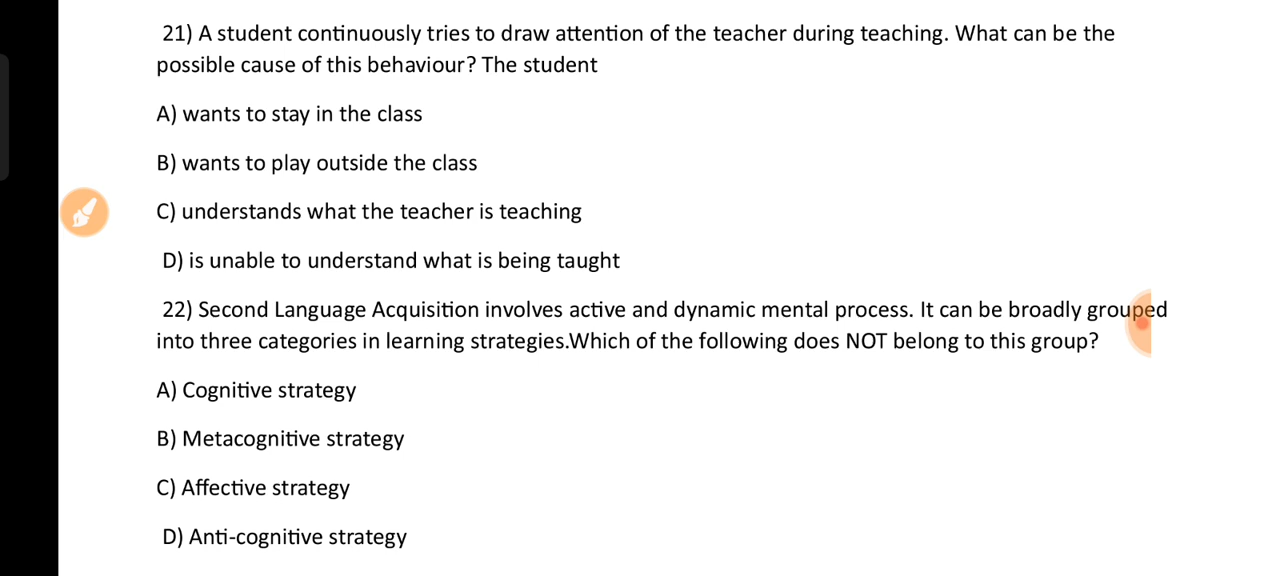 21) A student continuously tries to draw attention of the teacher during teaching. What can be the
possible cause of this behaviour? The student
A) wants to stay in the class
B) wants to play outside the class
C) understands what the teacher is teaching
D) is unable to understand what is being taught
22) Second Language Acquisition involves active and dynamic mental process. It can be broadly grouped
into three categories in learning strategies.Which of the following does NOT belong to this group?
A) Cognitive strategy
B) Metacognitive strategy
C) Affective strategy
D) Anti-cognitive strategy